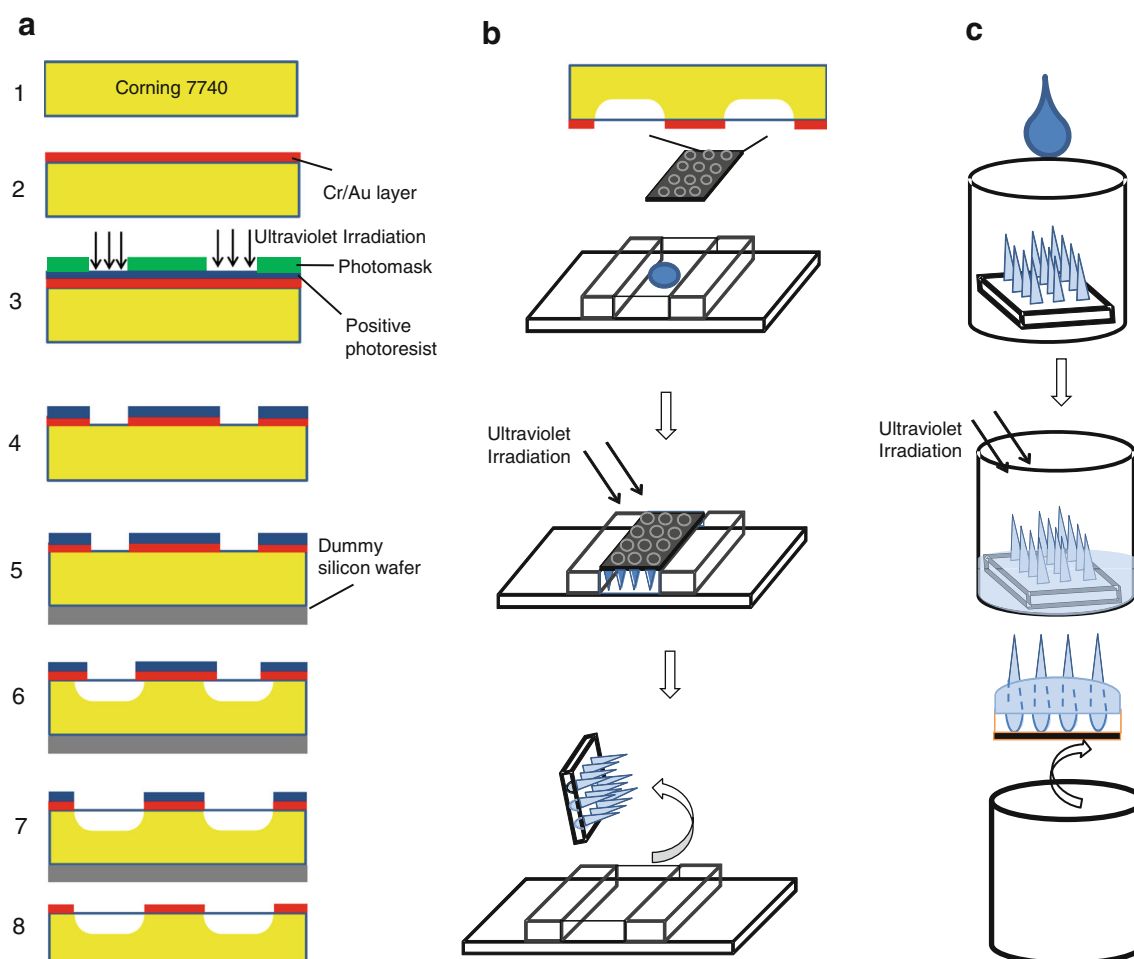 a
1
Corning 7740
2
Cr/Au layer
Ultraviolet Irradiation
Photomask
3
Positive
photoresist
4
5
Dummy
silicon wafer
6
7
8
b
Ultraviolet
Irradiation
c
Ultraviolet
Irradiation